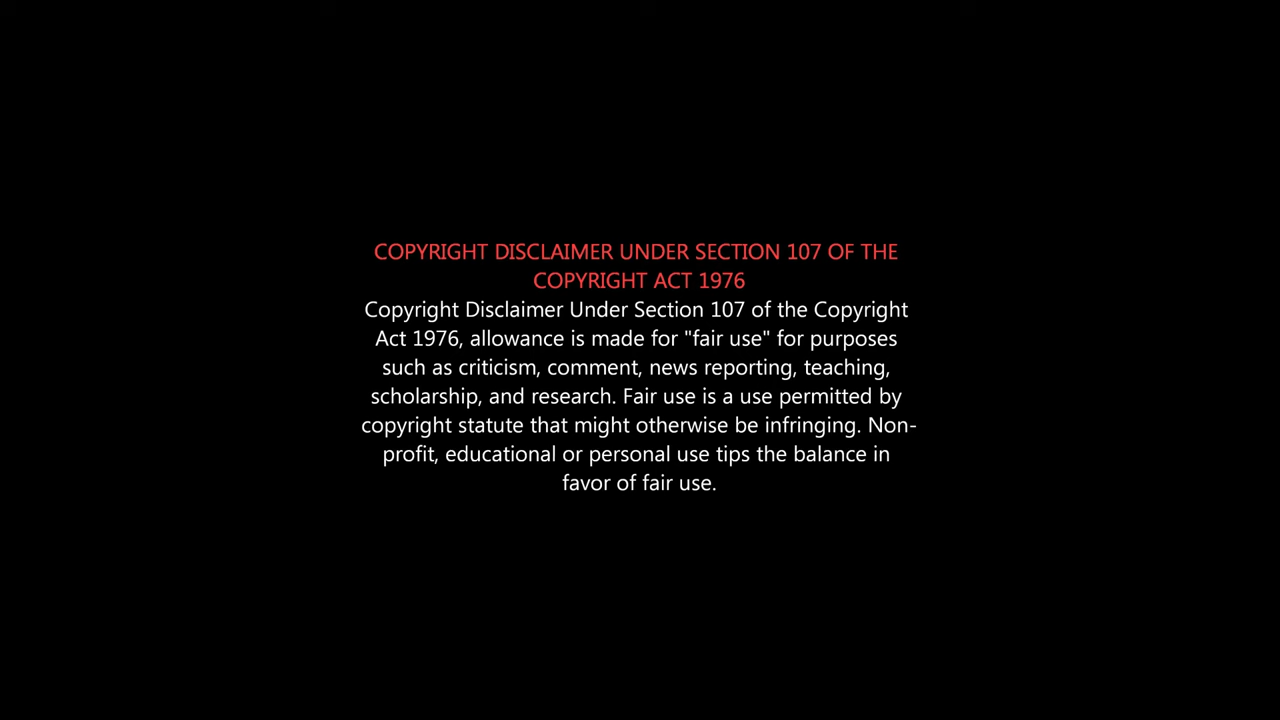 COPYRIGHT DISCLAIMER UNDER SECTION 107 OF THE
COPYRIGHT ACT 1976
Copyright Disclaimer Under Section 107 of the Copyright
Act 1976, allowance is made for "fair use" for purposes
such as criticism, comment, news reporting, teaching,
scholarship, and research. Fair use is a use permitted by
copyright statute that might otherwise be infringing. Non-
profit, educational or personal use tips the balance in
favor of fair use.